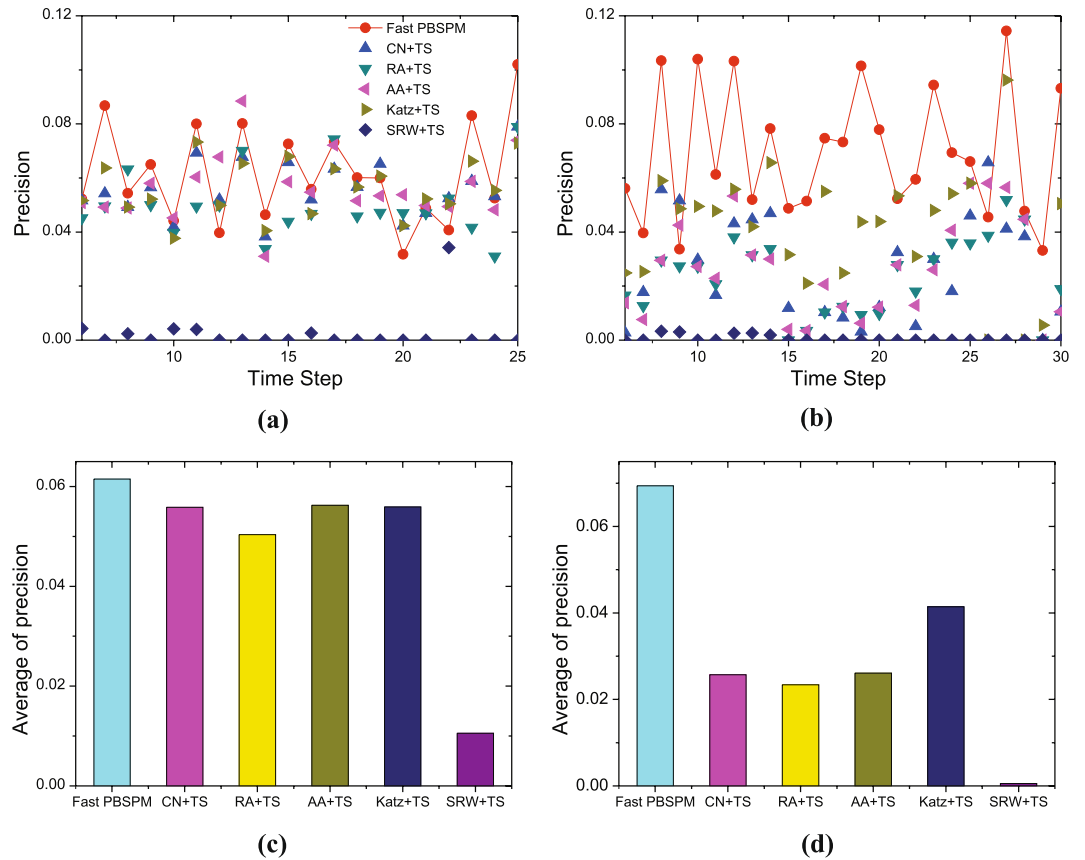 0.12
0.08
0.04
0.00
Precision
10
15
20
25
Time Step
Fast PBSPM
CN+TS
RA+TS
AA+TS
Katz+TS
SRW+TS
(a)
0.12
0.08
0.04
0.00
Precision
10
15
20
25
30
Time Step
(b)
0.06
0.04
0.02
0.00
Average of precision
Fast PBSPM CN+TS RA+TS AA+TS Katz+TS SRW+TS
(c)
0.06
0.04
0.02
0.00
Average of precision
Fast PBSPM CN+TS RA+TS AA+TS Katz+TS SRW+TS
(d)